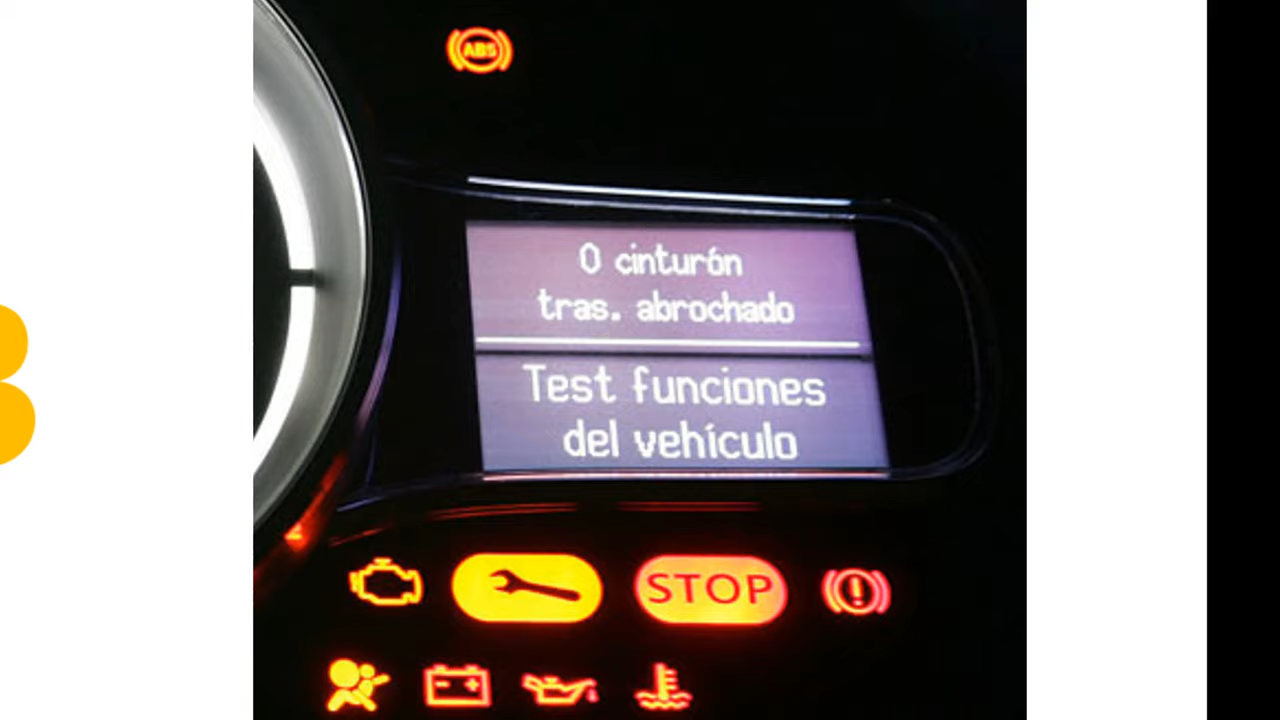 ABS
0 cinturón
tras. abrochado
Test funciones
del vehículo
STOP